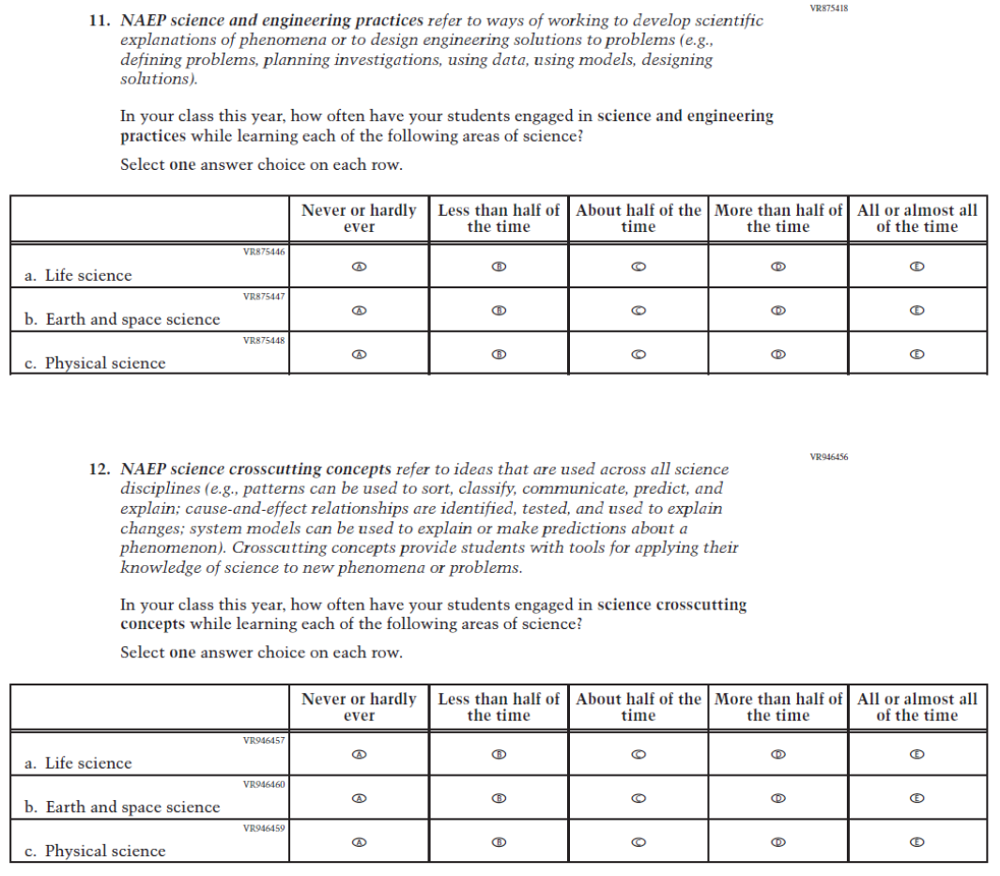 VR875418
11. NAEP science and engineering practices refer to ways of working to develop scientific
explanations of phenomena or to design engineering solutions to problems (e.g.,
defining problems, planning investigations, using data, using models, designing
solutions).
In your class this year, how often have your students engaged in science and engineering
practices while learning each of the following areas of science?
Select one answer choice on each row.
Never or hardly ever | Less than half of the time | About half of the time | More than half of the time | All or almost all of the time
VR875446
a. Life science Ⓐ Ⓑ Ⓒ Ⓓ Ⓔ
VR875447
b. Earth and space science Ⓐ Ⓑ Ⓒ Ⓓ Ⓔ
VR875448
c. Physical science Ⓐ Ⓑ Ⓒ Ⓓ Ⓔ
VR946456
12. NAEP science crosscutting concepts refer to ideas that are used across all science
disciplines (e.g., patterns can be used to sort, classify, communicate, predict, and
explain; cause-and-effect relationships are identified, tested, and used to explain
changes; system models can be used to explain or make predictions about a
phenomenon). Crosscutting concepts provide students with tools for applying their
knowledge of science to new phenomena or problems.
In your class this year, how often have your students engaged in science crosscutting
concepts while learning each of the following areas of science?
Select one answer choice on each row.
Never or hardly ever | Less than half of the time | About half of the time | More than half of the time | All or almost all of the time
VR946457
a. Life science Ⓐ Ⓑ Ⓒ Ⓓ Ⓔ
VR946460
b. Earth and space science Ⓐ Ⓑ Ⓒ Ⓓ Ⓔ
VR946459
c. Physical science Ⓐ Ⓑ Ⓒ Ⓓ Ⓔ